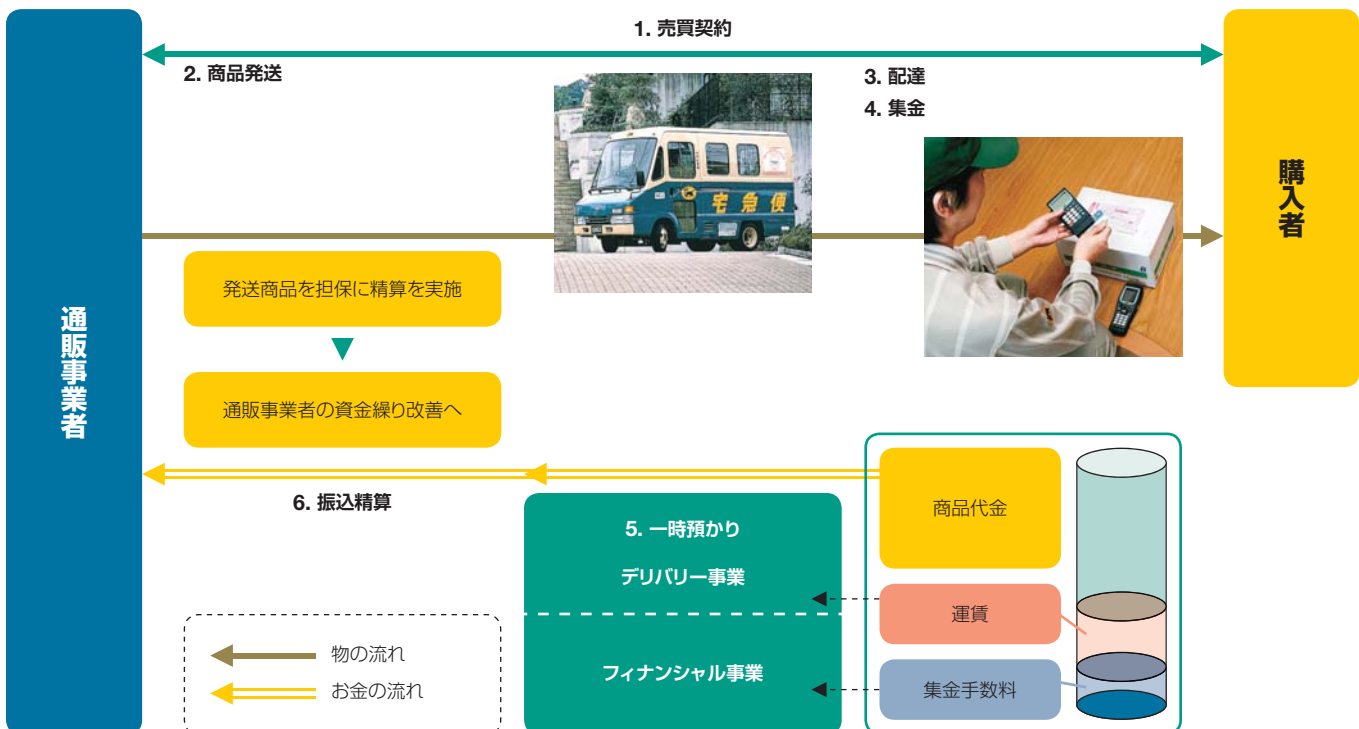 1. 売買契約
2. 商品発送
3. 配達
4. 集金
宅急便
購入者
通販事業者
発送商品を担保に精算を実施
通販事業者の資金繰り改善へ
6. 振込精算
5. 一時預かり
デリバリー事業
フィナンシャル事業
商品代金
運賃
集金手数料
物の流れ
お金の流れ